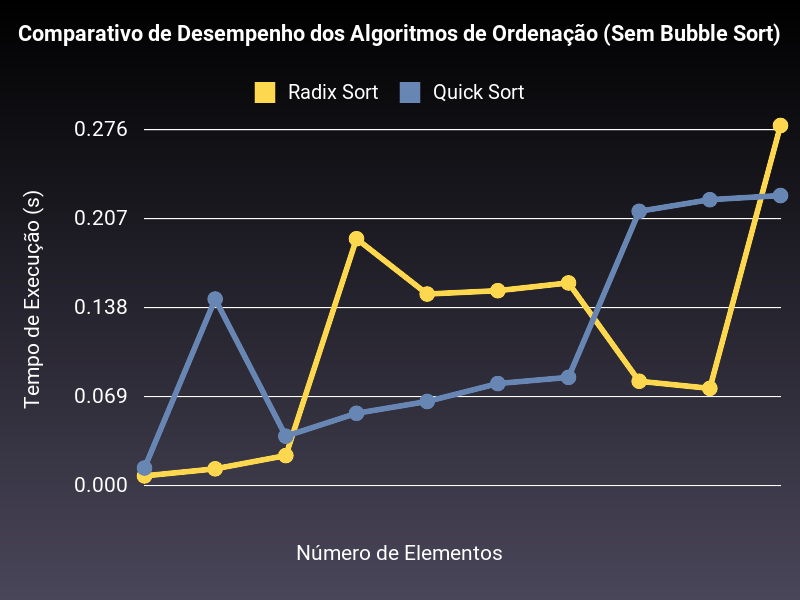 Comparativo de Desempenho dos Algoritmos de Ordenação (Sem Bubble Sort)
Radix Sort
Quick Sort
Tempo de Execução (s)
0.276
0.207
0.138
0.069
0.000
Número de Elementos